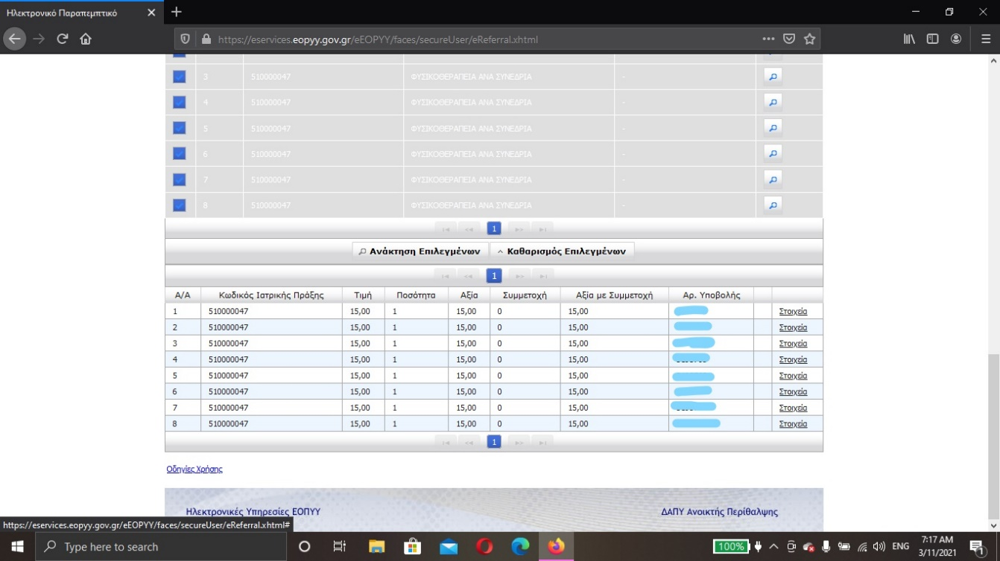 Ηλεκτρονικό Παραπεμπτικό
https://eservices.eopyy.gov.gr/eEOPYY/faces/secureUser/eReferral.xhtml
3 510000047 ΦΥΣΙΚΟΘΕΡΑΠΕΙΑ ΑΝΑ ΣΥΝΕΔΡΙΑ -
4 510000047 ΦΥΣΙΚΟΘΕΡΑΠΕΙΑ ΑΝΑ ΣΥΝΕΔΡΙΑ -
5 510000047 ΦΥΣΙΚΟΘΕΡΑΠΕΙΑ ΑΝΑ ΣΥΝΕΔΡΙΑ -
6 510000047 ΦΥΣΙΚΟΘΕΡΑΠΕΙΑ ΑΝΑ ΣΥΝΕΔΡΙΑ -
7 510000047 ΦΥΣΙΚΟΘΕΡΑΠΕΙΑ ΑΝΑ ΣΥΝΕΔΡΙΑ -
8 510000047 ΦΥΣΙΚΟΘΕΡΑΠΕΙΑ ΑΝΑ ΣΥΝΕΔΡΙΑ -
1
Ανάκτηση Επιλεγμένων Καθαρισμός Επιλεγμένων
1
Α/Α Κωδικός Ιατρικής Πράξης Τιμή Ποσότητα Αξία Συμμετοχή Αξία με Συμμετοχή Αρ. Υποβολής
1 510000047 15,00 1 15,00 0 15,00 Στοιχεία
2 510000047 15,00 1 15,00 0 15,00 Στοιχεία
3 510000047 15,00 1 15,00 0 15,00 Στοιχεία
4 510000047 15,00 1 15,00 0 15,00 Στοιχεία
5 510000047 15,00 1 15,00 0 15,00 Στοιχεία
6 510000047 15,00 1 15,00 0 15,00 Στοιχεία
7 510000047 15,00 1 15,00 0 15,00 Στοιχεία
8 510000047 15,00 1 15,00 0 15,00 Στοιχεία
1
Οδηγίες Χρήσης
Ηλεκτρονικές Υπηρεσίες ΕΟΠΥΥ ΔΑΠΥ Ανοικτής Περίθαλψης
https://eservices.eopyy.gov.gr/eEOPYY/faces/secureUser/eReferral.xhtml#
Type here to search 100% ENG 7:17 AM
3/11/2021 1